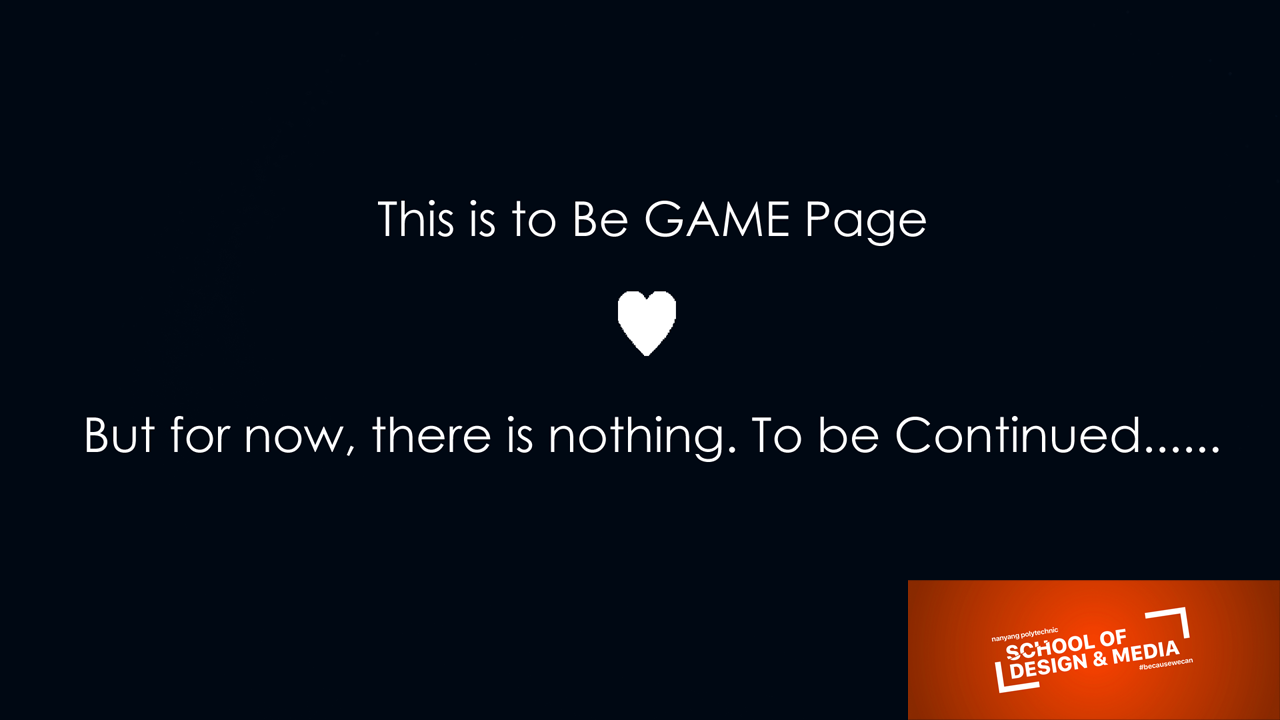 This is to Be GAME Page
But for now, there is nothing. To be Continued......
nanyang polytechnic
SCHOOL OF
DESIGN & MEDIA
#becausewecan